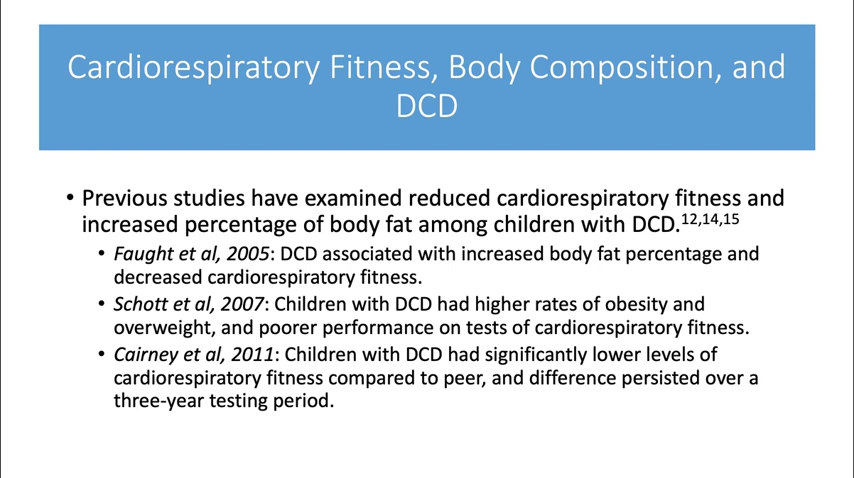 Cardiorespiratory Fitness, Body Composition, and
DCD
• Previous studies have examined reduced cardiorespiratory fitness and
increased percentage of body fat among children with DCD.12,14,15
• Faught et al, 2005: DCD associated with increased body fat percentage and
decreased cardiorespiratory fitness.
• Schott et al, 2007: Children with DCD had higher rates of obesity and
overweight, and poorer performance on tests of cardiorespiratory fitness.
• Cairney et al, 2011: Children with DCD had significantly lower levels of
cardiorespiratory fitness compared to peer, and difference persisted over a
three-year testing period.